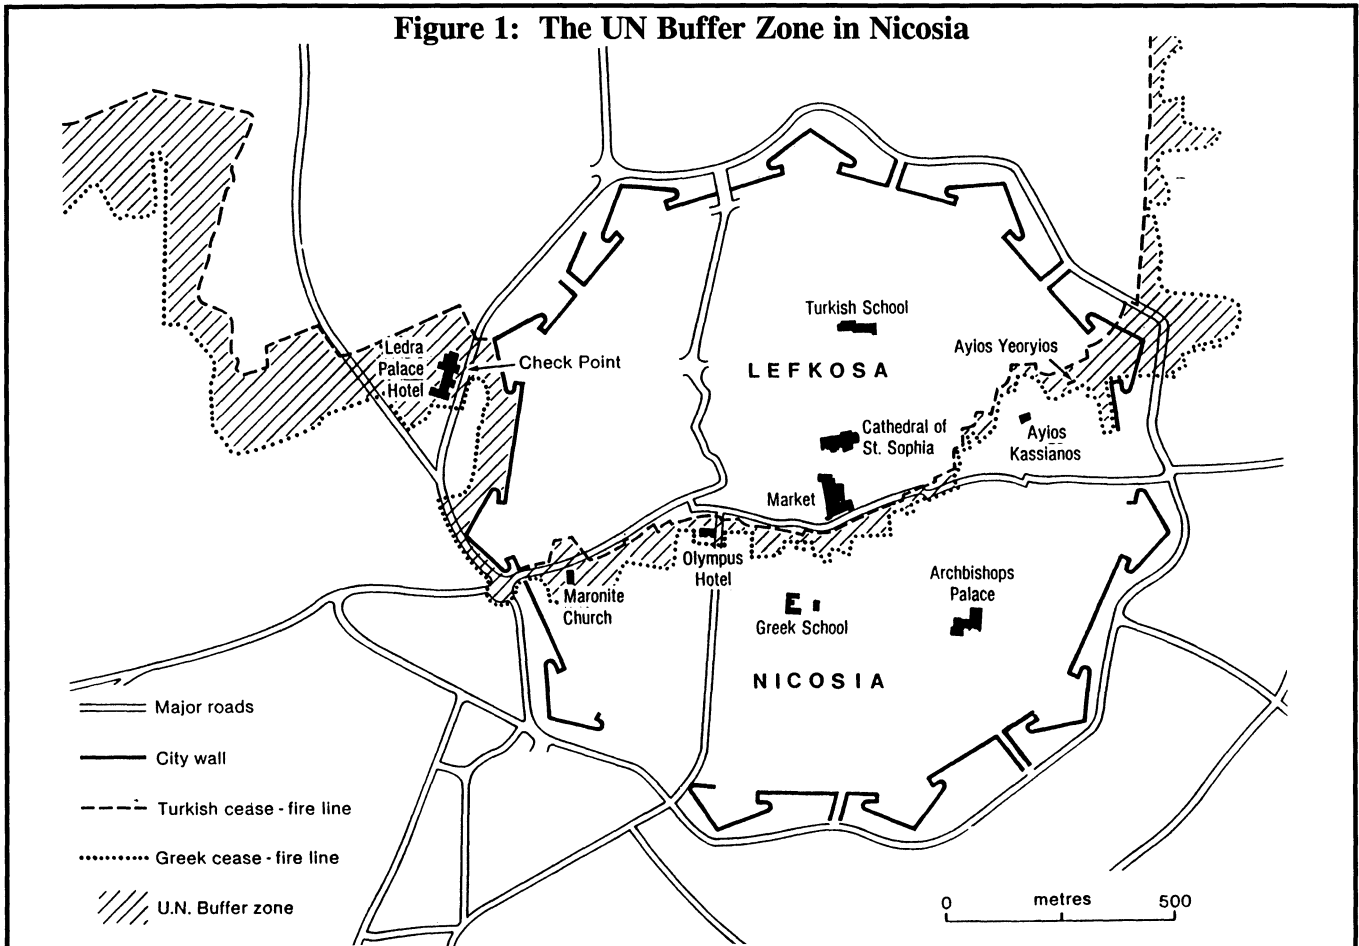 Figure 1: The UN Buffer Zone in Nicosia
Turkish School
LEFKOSA
Ayios Yeoryios
Ledra
Palace
Hotel
Check Point
Cathedral of
St. Sophia
Ayios
Kassianos
Market
Olympus
Hotel
Maronite
Church
Archbishops
Palace
Greek School
NICOSIA
Major roads
City wall
Turkish cease-fire line
Greek cease-fire line
U.N. Buffer zone
0 metres 500